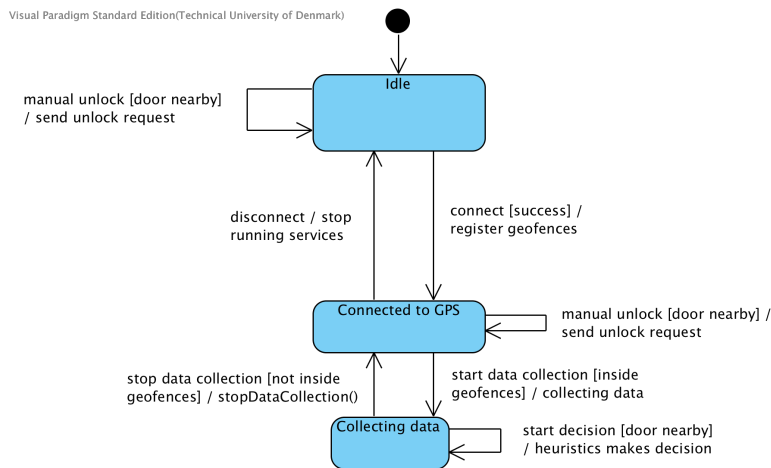 Visual Paradigm Standard Edition(Technical University of Denmark)
Idle
manual unlock [door nearby]
/ send unlock request
disconnect / stop
running services
connect [success] /
register geofences
Connected to GPS
manual unlock [door nearby] /
send unlock request
stop data collection [not inside
geofences] / stopDataCollection()
start data collection [inside
geofences] / collecting data
Collecting data
start decision [door nearby]
/ heuristics makes decision